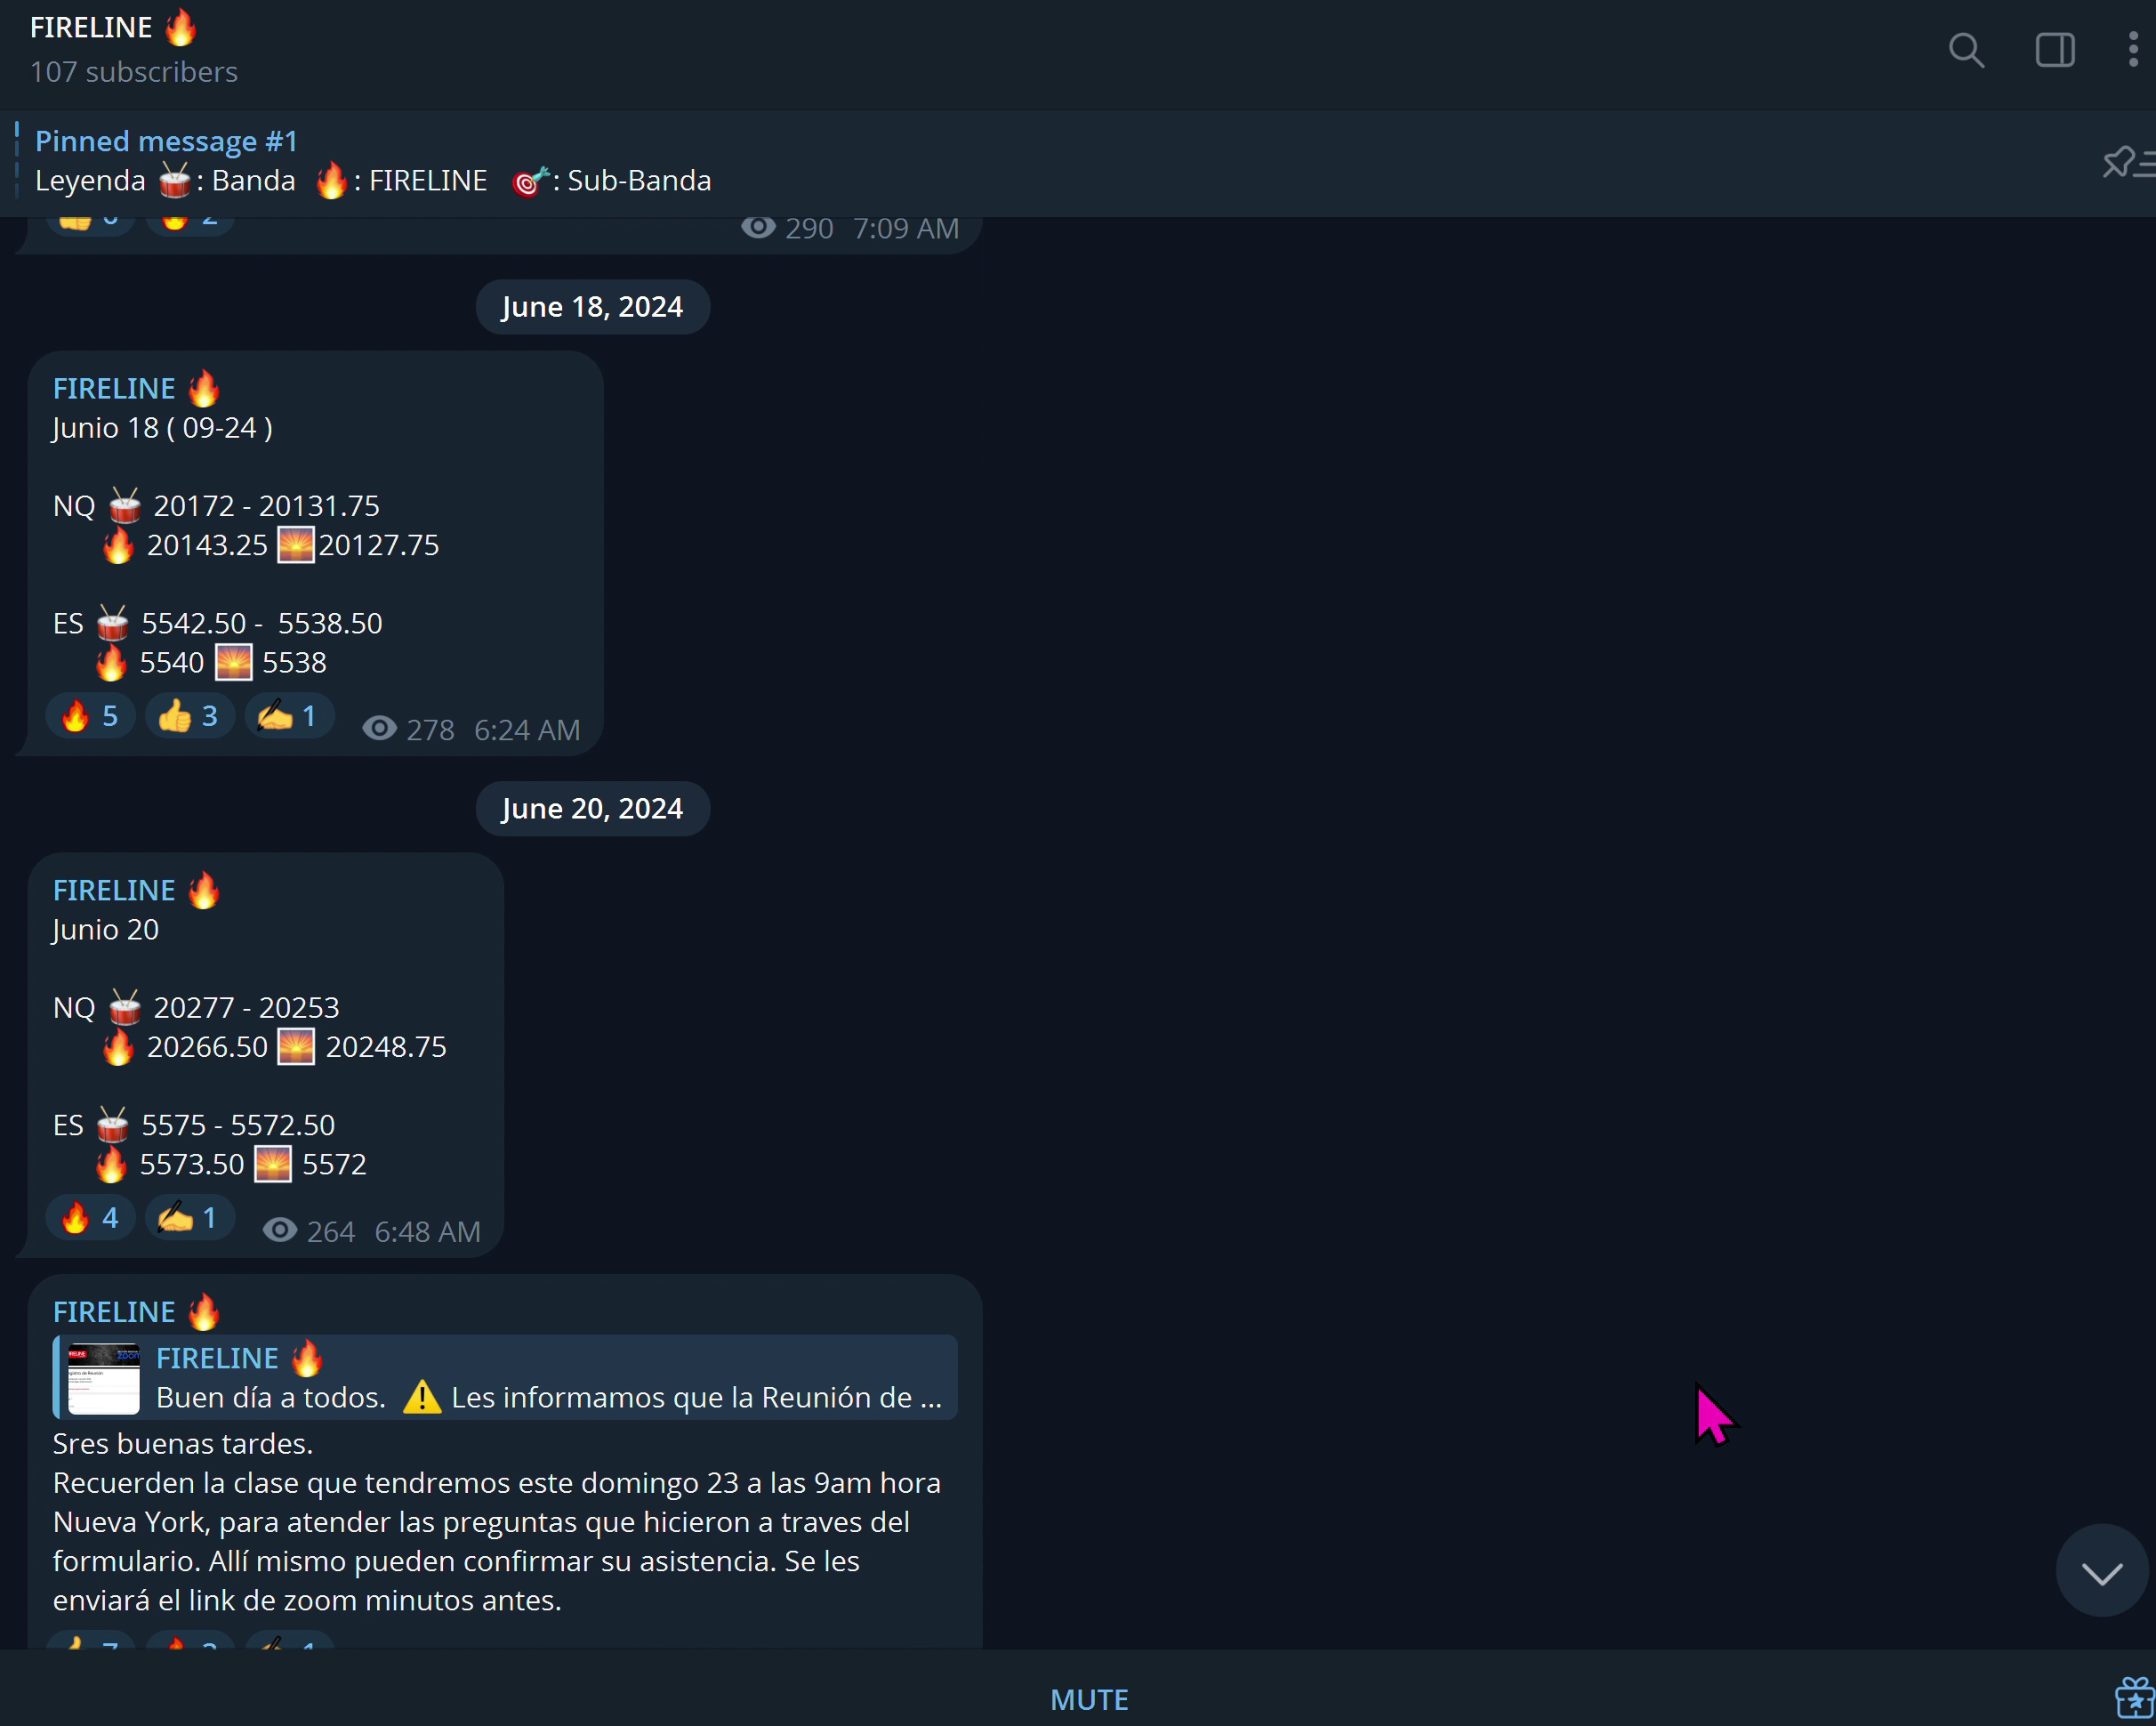 FIRELINE 🔥
107 subscribers
Pinned message #1
Leyenda 🥁: Banda 🔥: FIRELINE 🎯: Sub-Banda
👍 6 🔥 2 290 7:09 AM
June 18, 2024
FIRELINE 🔥
Junio 18 ( 09-24 )
NQ 🥁 20172 - 20131.75
🔥 20143.25 🌅20127.75
ES 🥁 5542.50 - 5538.50
🔥 5540 🌅 5538
🔥 5 👍 3 ✍️ 1 278 6:24 AM
June 20, 2024
FIRELINE 🔥
Junio 20
NQ 🥁 20277 - 20253
🔥 20266.50 🌅 20248.75
ES 🥁 5575 - 5572.50
🔥 5573.50 🌅 5572
🔥 4 ✍️ 1 264 6:48 AM
FIRELINE 🔥
FIRELINE 🔥
Buen día a todos. ⚠️ Les informamos que la Reunión de ...
Sres buenas tardes.
Recuerden la clase que tendremos este domingo 23 a las 9am hora
Nueva York, para atender las preguntas que hicieron a traves del
formulario. Allí mismo pueden confirmar su asistencia. Se les
enviará el link de zoom minutos antes.
MUTE